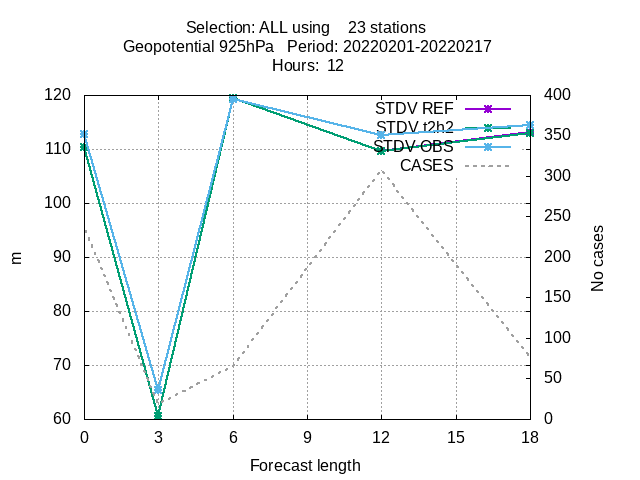 Selection: ALL using 23 stations
Geopotential 925hPa Period: 20220201-20220217
Hours: 12
120
110
100
90
80
70
60
m
400
350
300
250
200
150
100
50
0
No cases
STDV REF
STDV t2h2
STDV OBS
CASES
0 3 6 9 12 15 18
Forecast length